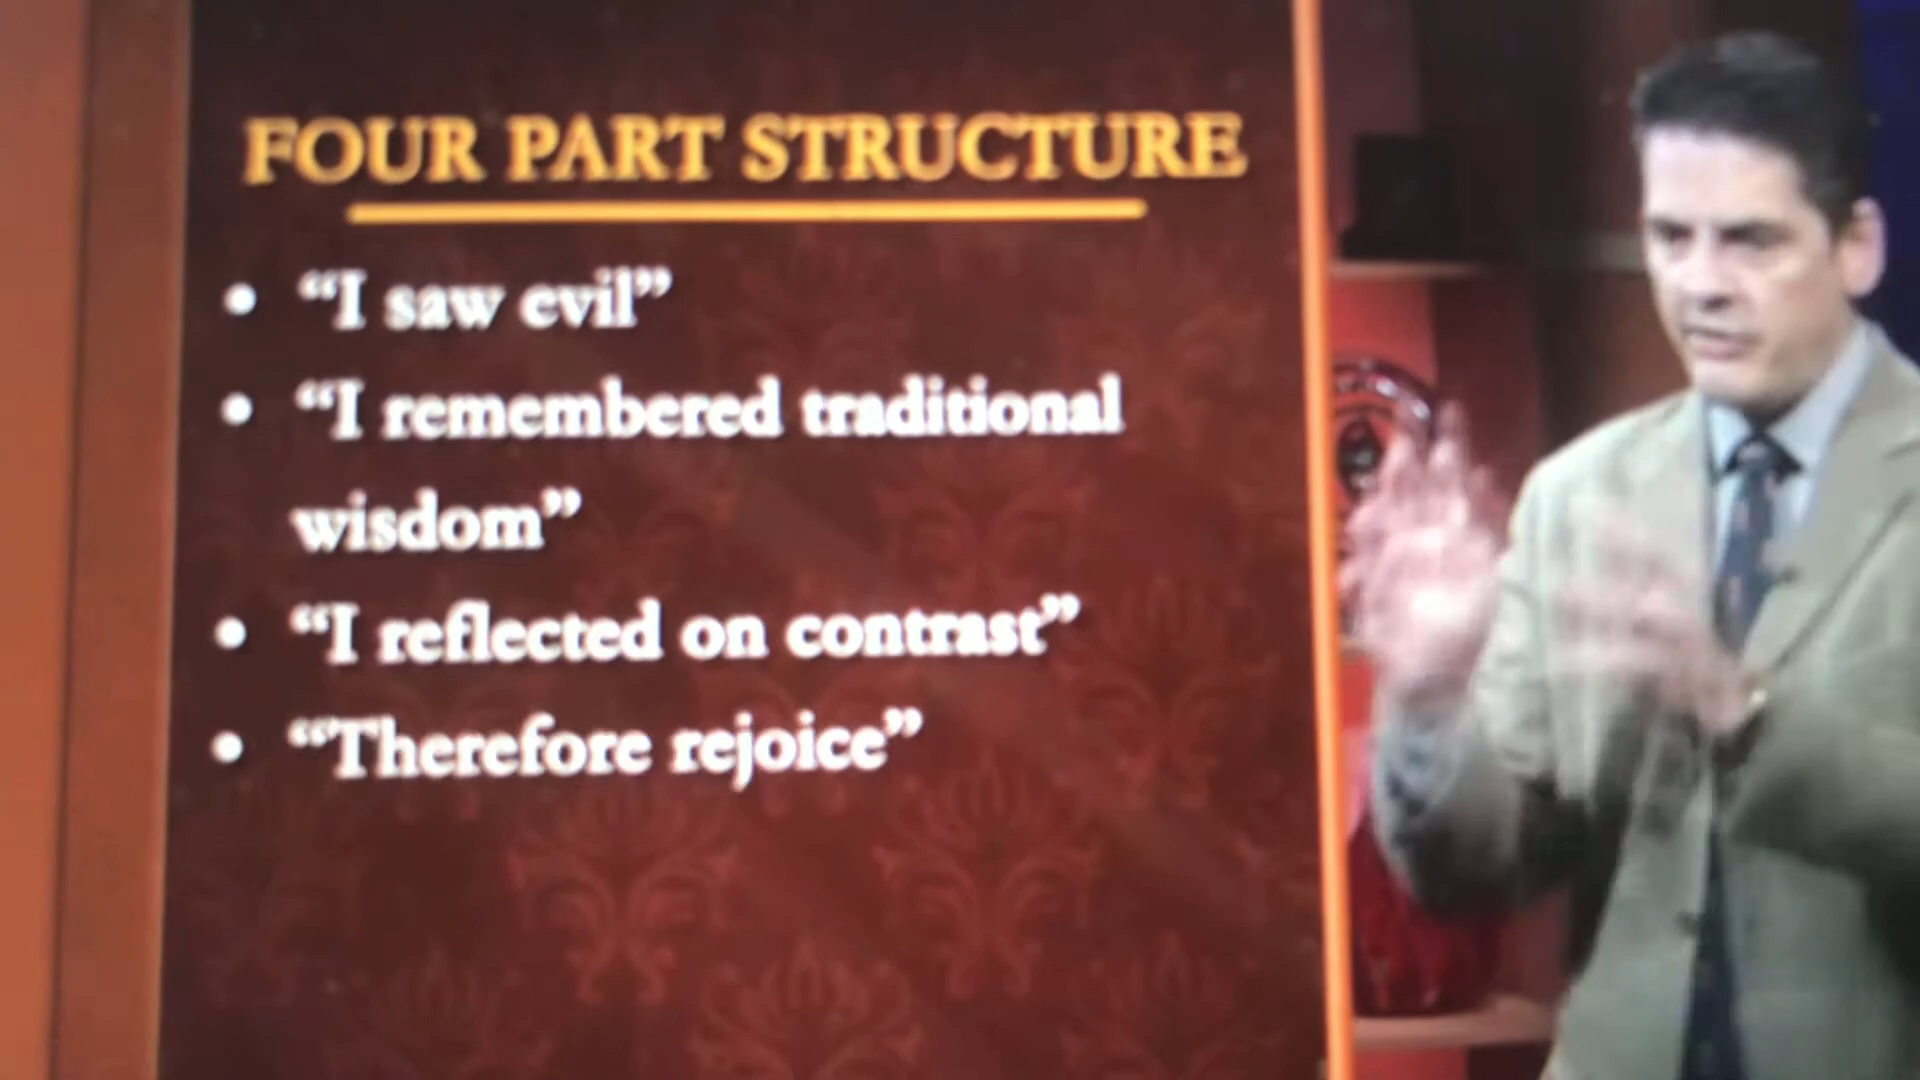 FOUR PART STRUCTURE
• “I saw evil”
• “I remembered traditional
wisdom”
• “I reflected on contrast”
• “Therefore rejoice”